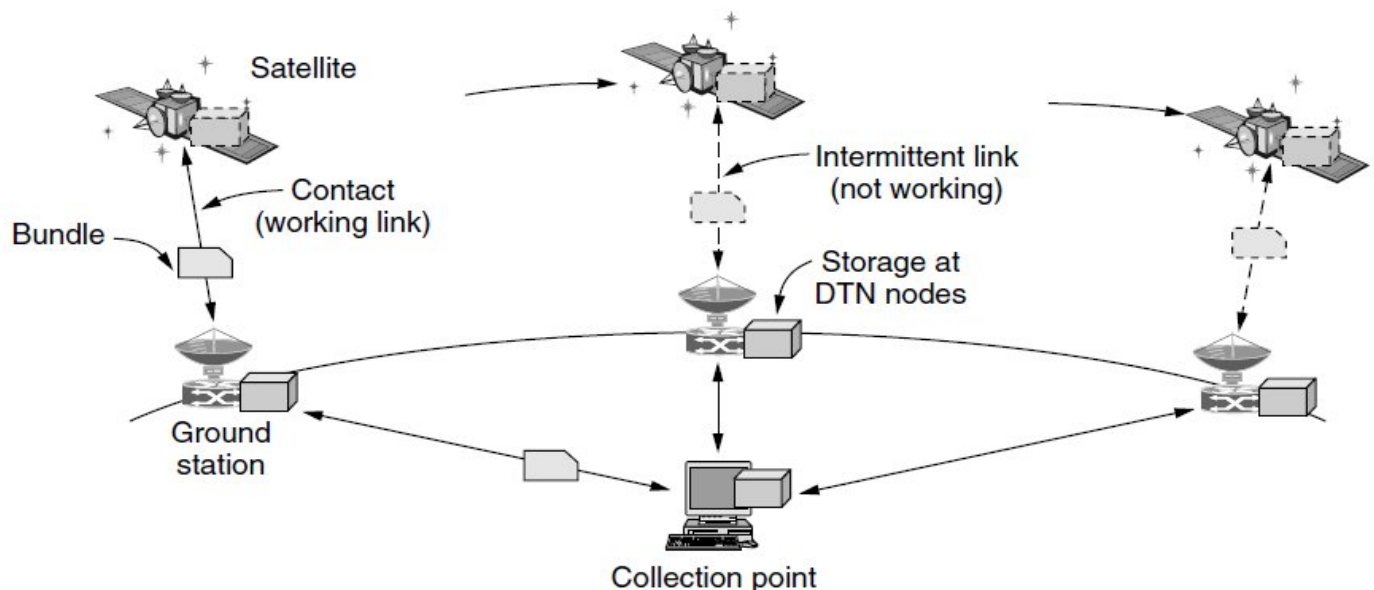 Satellite
Contact
(working link)
Bundle
Intermittent link
(not working)
Storage at
DTN nodes
Ground
station
Collection point